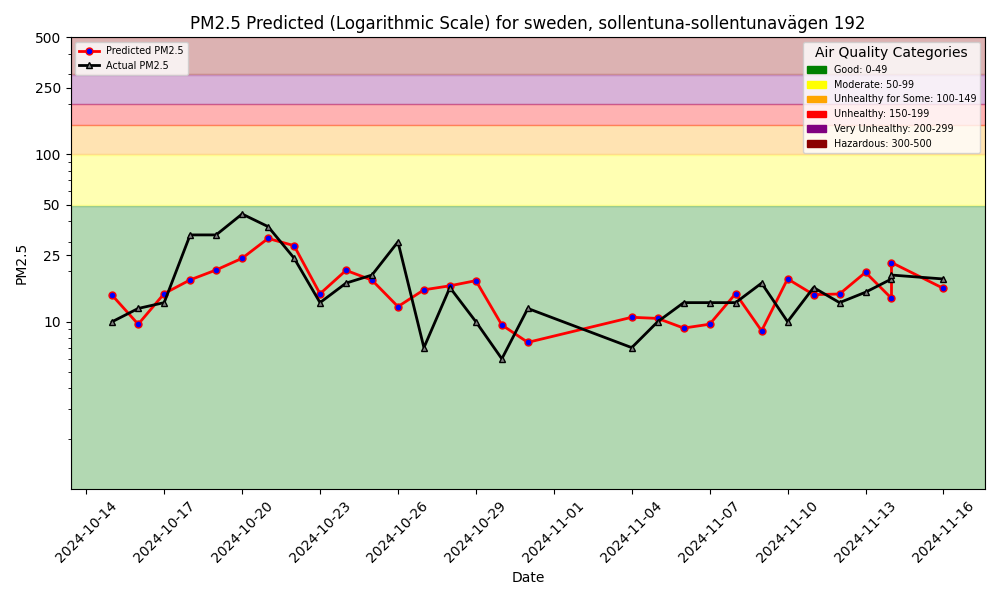 PM2.5 Predicted (Logarithmic Scale) for sweden, sollentuna-sollentunavägen 192
Predicted PM2.5
Actual PM2.5
Air Quality Categories
Good: 0-49
Moderate: 50-99
Unhealthy for Some: 100-149
Unhealthy: 150-199
Very Unhealthy: 200-299
Hazardous: 300-500
500
250
100
50
25
10
PM2.5
2024-10-14
2024-10-17
2024-10-20
2024-10-23
2024-10-26
2024-10-29
2024-11-01
2024-11-04
2024-11-07
2024-11-10
2024-11-13
2024-11-16
Date